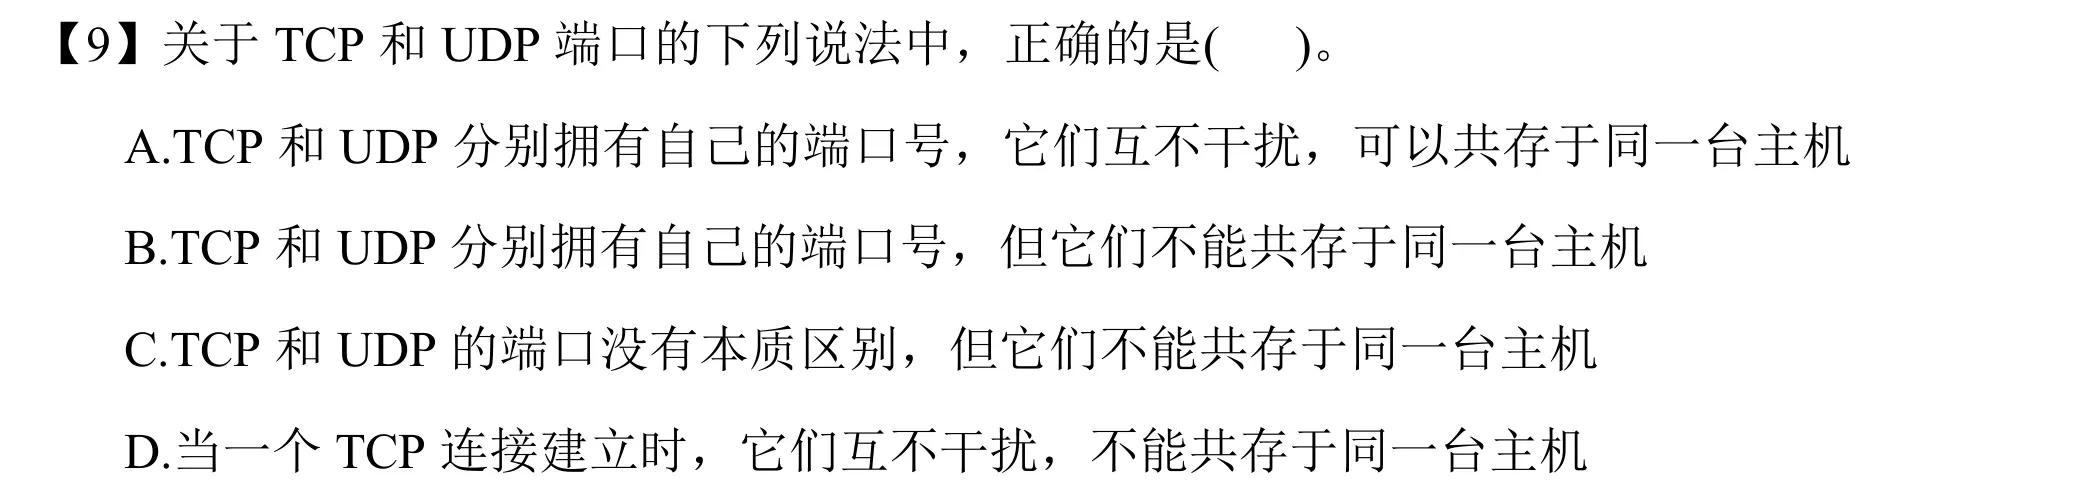 【9】关于 TCP 和 UDP 端口的下列说法中，正确的是(　)。
A.TCP 和 UDP 分别拥有自己的端口号，它们互不干扰，可以共存于同一台主机
B.TCP 和 UDP 分别拥有自己的端口号，但它们不能共存于同一台主机
C.TCP 和 UDP 的端口没有本质区别，但它们不能共存于同一台主机
D.当一个 TCP 连接建立时，它们互不干扰，不能共存于同一台主机